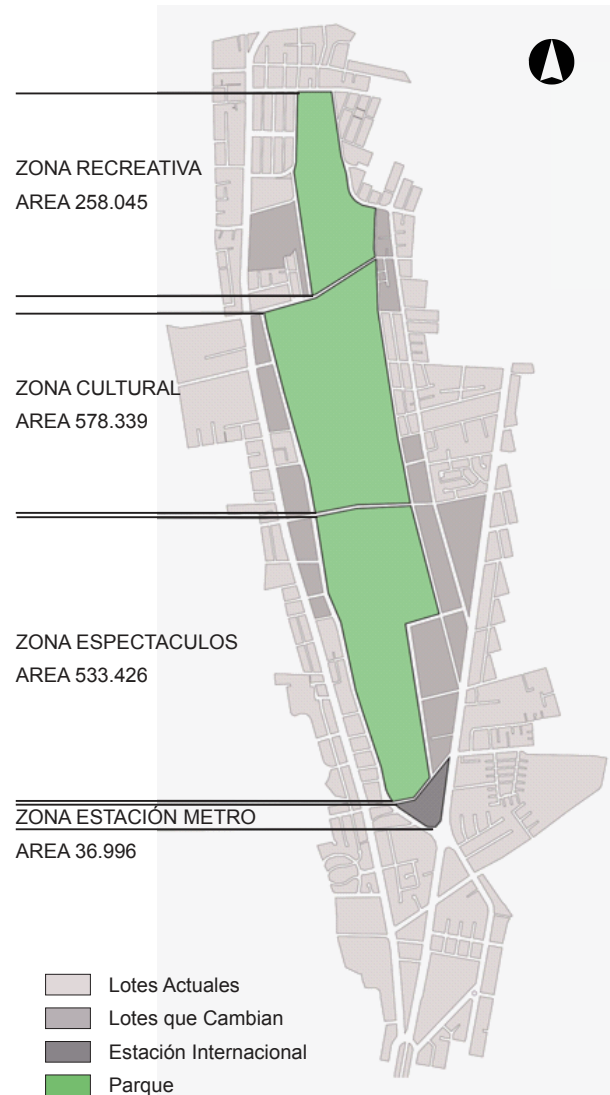 ZONA RECREATIVA
AREA 258.045
ZONA CULTURAL
AREA 578.339
ZONA ESPECTACULOS
AREA 533.426
ZONA ESTACIÓN METRO
AREA 36.996
Lotes Actuales
Lotes que Cambian
Estación Internacional
Parque